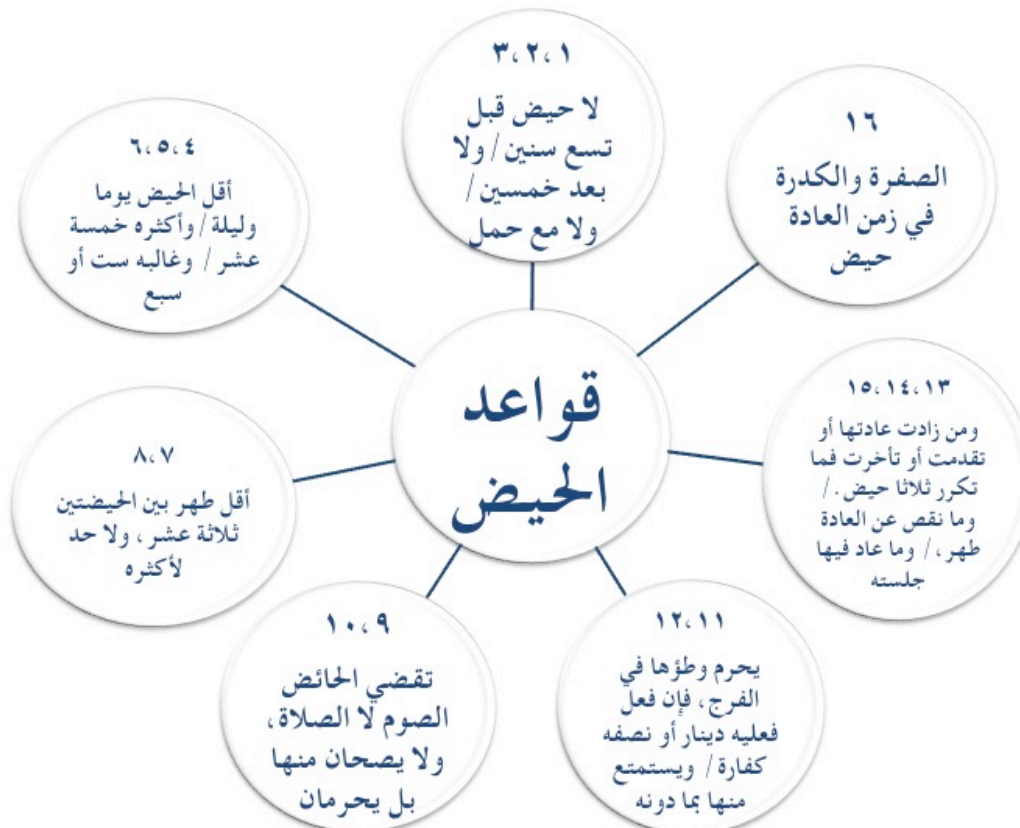 قواعد
الحيض
٣،٢،١
لا حيض قبل
تسع سنين/ ولا
بعد خمسين/
ولا مع حمل
٦،٥،٤
أقل الحيض يوما
وليلة/ وأكثره خمسة
عشر/ وغالبه ست أو
سبع
٨،٧
أقل طهر بين الحيضتين
ثلاثة عشر، ولا حد
لأكثره
١٠،٩
تقضي الحائض
الصوم لا الصلاة،
ولا يصحان منها
بل يحرمان
١٢،١١
يحرم وطؤها في
الفرج، فإن فعل
فعليه دينار أو نصفه
كفارة/ ويستمتع
منها بما دونه
١٥،١٤،١٣
ومن زادت عادتها أو
تقدمت أو تأخرت فما
تكرر ثلاثا حيض./
وما نقص عن العادة
طهر،/ وما عاد فيها
جلسته
١٦
الصفرة والكدرة
في زمن العادة
حيض